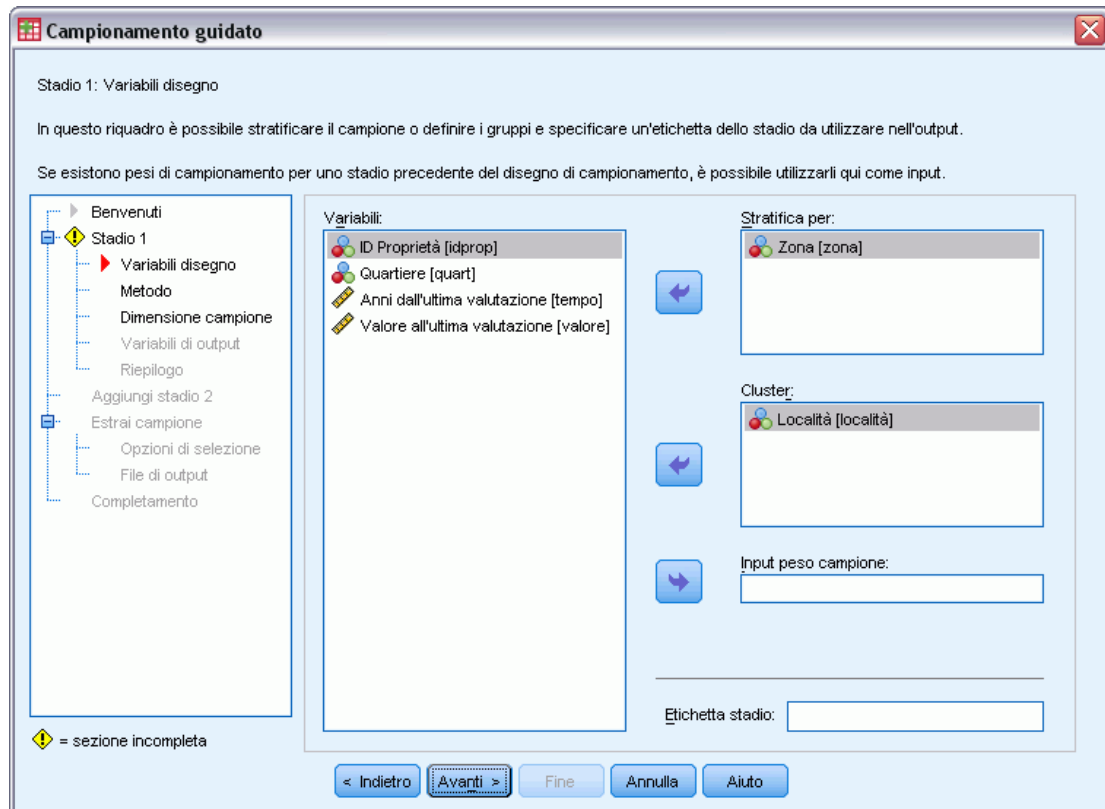 Campionamento guidato
Stadio 1: Variabili disegno
In questo riquadro è possibile stratificare il campione o definire i gruppi e specificare un'etichetta dello stadio da utilizzare nell'output.
Se esistono pesi di campionamento per uno stadio precedente del disegno di campionamento, è possibile utilizzarli qui come input.
Benvenuti
Stadio 1
Variabili disegno
Metodo
Dimensione campione
Variabili di output
Riepilogo
Aggiungi stadio 2
Estrai campione
Opzioni di selezione
File di output
Completamento
= sezione incompleta
Variabili:
ID Proprietà [idprop]
Quartiere [quart]
Anni dall'ultima valutazione [tempo]
Valore all'ultima valutazione [valore]
Stratifica per:
Zona [zona]
Cluster:
Località [località]
Input peso campione:
Etichetta stadio:
< Indietro
Avanti >
Fine
Annulla
Aiuto